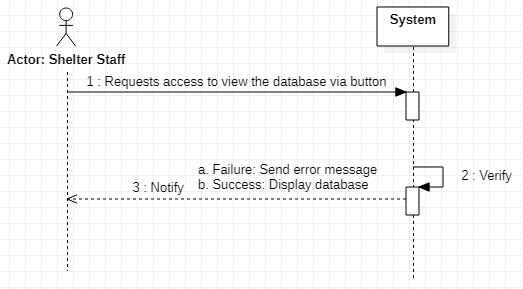 System
Actor: Shelter Staff
1 : Requests access to view the database via button
a. Failure: Send error message
2 : Verify
3 : Notify
b. Success: Display database